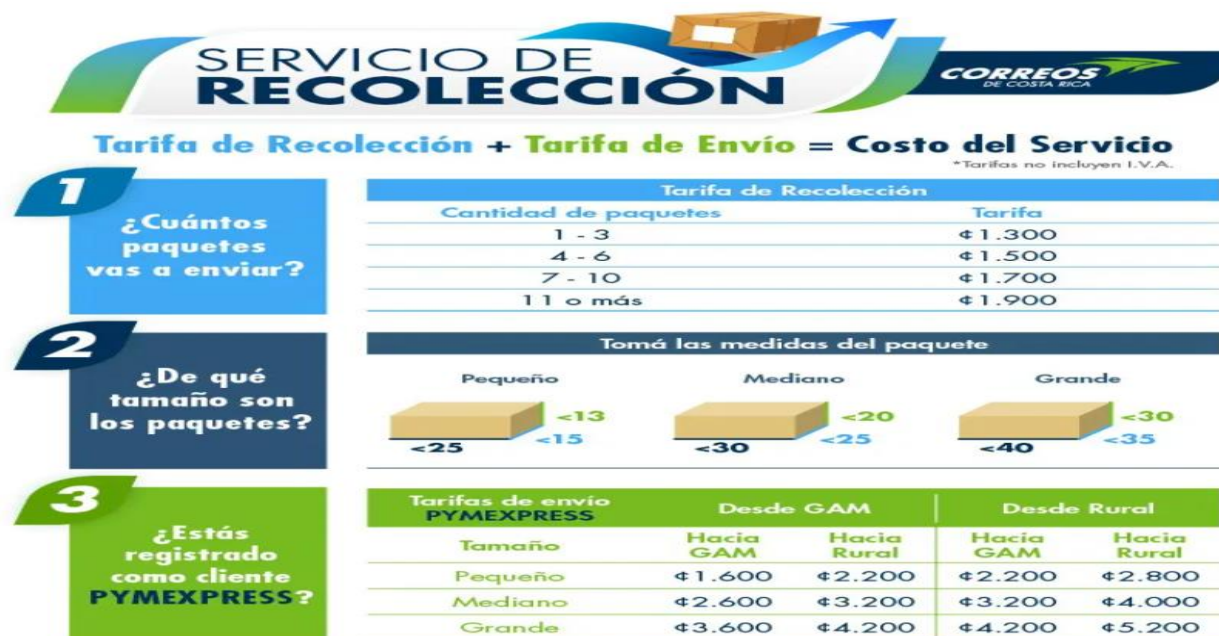 SERVICIO DE
RECOLECCIÓN
CORREOS
DE COSTA RICA
Tarifa de Recolección + Tarifa de Envío = Costo del Servicio
*Tarifas no incluyen I.V.A.
1
¿Cuántos
paquetes
vas a enviar?
Tarifa de Recolección
Cantidad de paquetes Tarifa
1 - 3 ¢1.300
4 - 6 ¢1.500
7 - 10 ¢1.700
11 o más ¢1.900
2
¿De qué
tamaño son
los paquetes?
Tomá las medidas del paquete
Pequeño Mediano Grande
<13 <20 <30
<15 <25 <35
<25 <30 <40
3
¿Estás
registrado
como cliente
PYMEXPRESS?
Tarifas de envío
PYMEXPRESS
Desde GAM Desde Rural
Tamaño Hacia GAM Hacia Rural Hacia GAM Hacia Rural
Pequeño ¢1.600 ¢2.200 ¢2.200 ¢2.800
Mediano ¢2.600 ¢3.200 ¢3.200 ¢4.000
Grande ¢3.600 ¢4.200 ¢4.200 ¢5.200